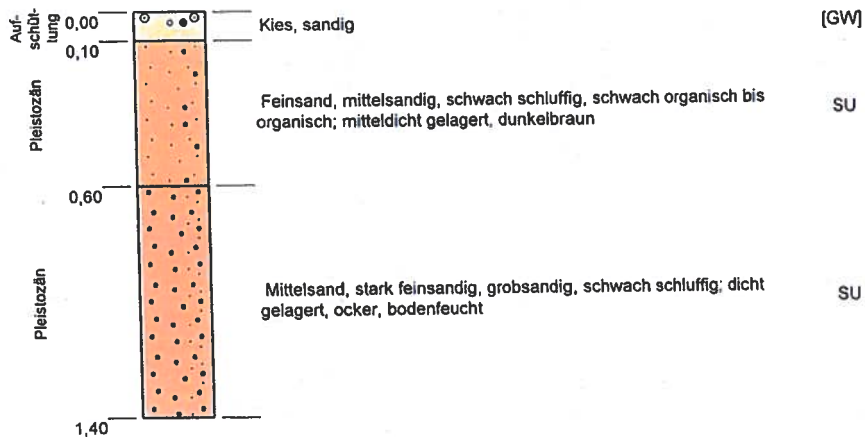 Auf-
schüt-
tung
0,00
Kies, sandig
[GW]
0,10
Pleistozän
Feinsand, mittelsandig, schwach schluffig, schwach organisch bis
organisch; mitteldicht gelagert, dunkelbraun
SU
0,60
Pleistozän
Mittelsand, stark feinsandig, grobsandig, schwach schluffig; dicht
gelagert, ocker, bodenfeucht
SU
1,40